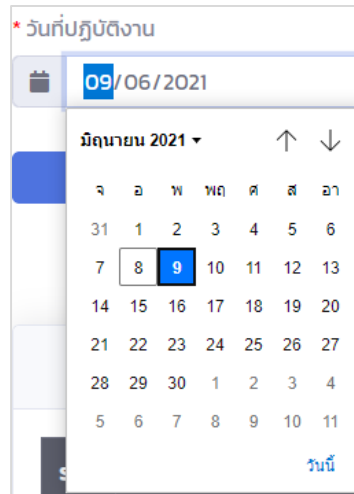 * วันที่ปฏิบัติงาน
09/06/2021
มิถุนายน 2021
จ อ พ พฤ ศ ส อา
31 1 2 3 4 5 6
7 8 9 10 11 12 13
14 15 16 17 18 19 20
21 22 23 24 25 26 27
28 29 30 1 2 3 4
5 6 7 8 9 10 11
วันนี้